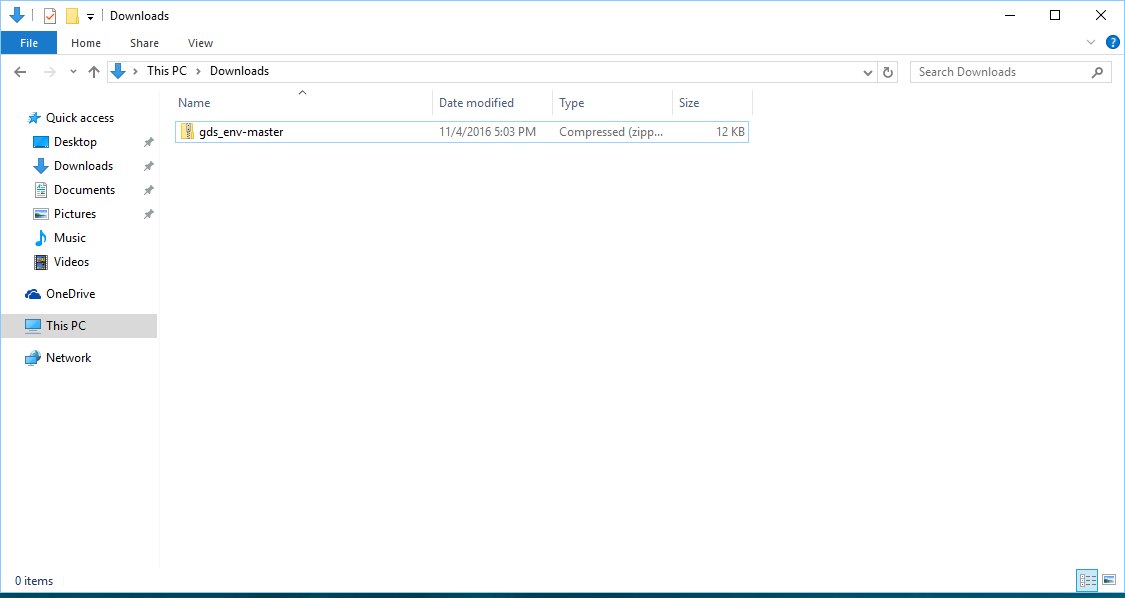 Downloads
File Home Share View ?
This PC Downloads Search Downloads
Name Date modified Type Size
gds_env-master 11/4/2016 5:03 PM Compressed (zipp... 12 KB
Quick access
Desktop
Downloads
Documents
Pictures
Music
Videos
OneDrive
This PC
Network
0 items